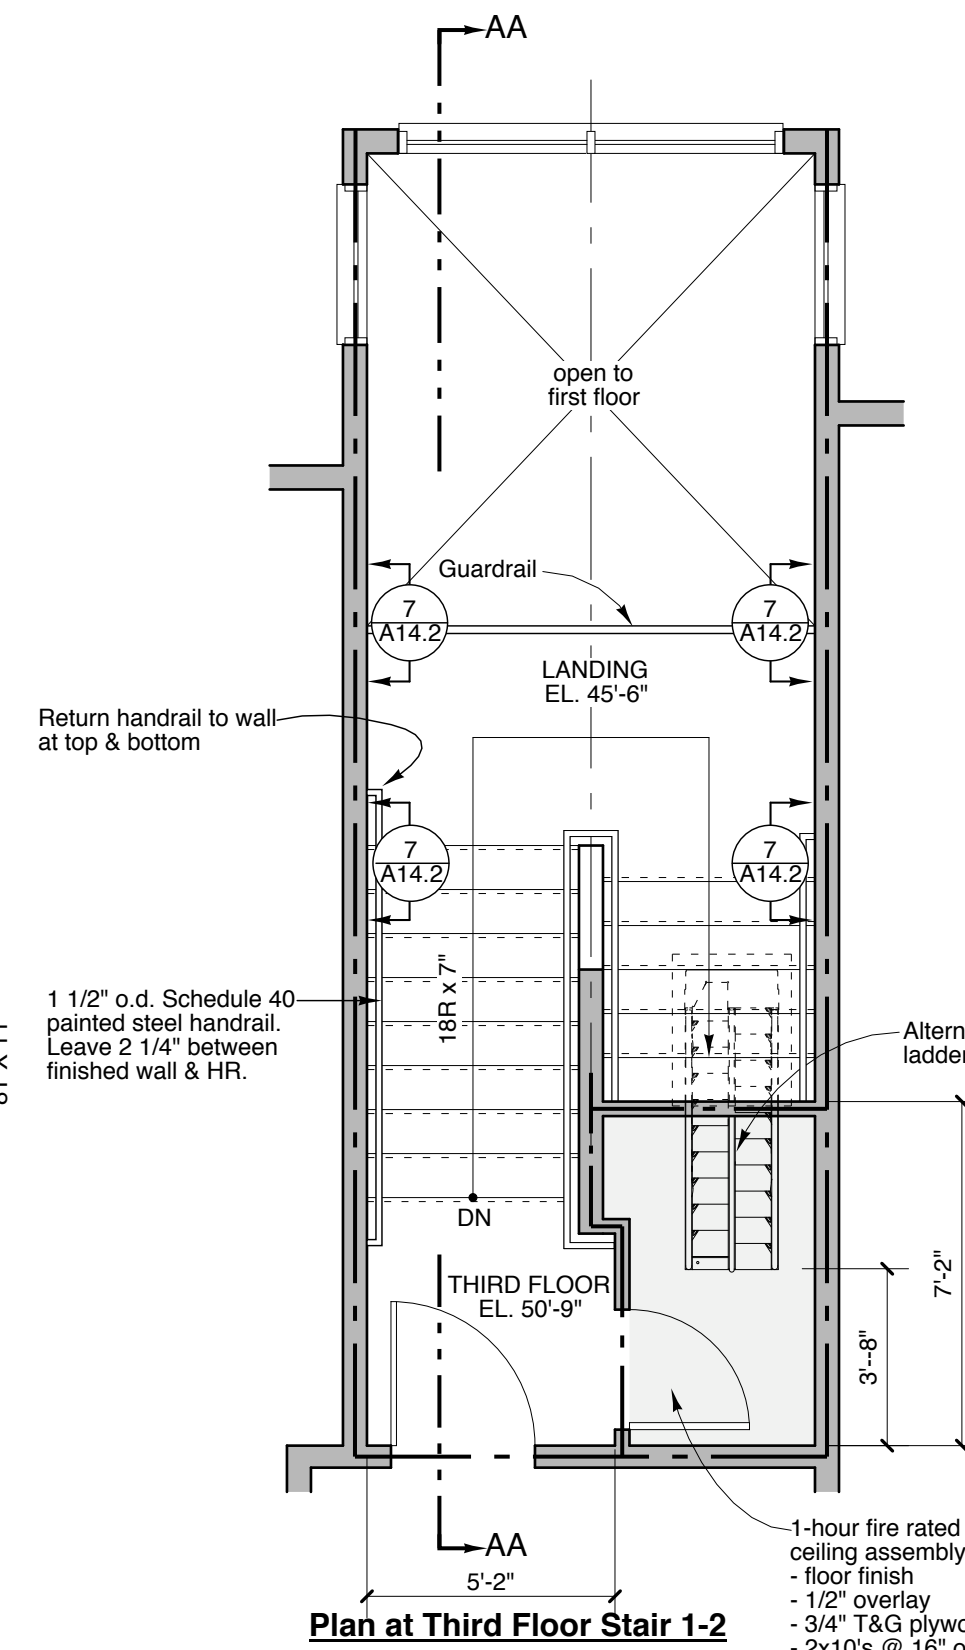 AA
open to
first floor
Guardrail
7
A14.2
7
A14.2
LANDING
EL. 45'-6"
Return handrail to wall
at top & bottom
7
A14.2
7
A14.2
18R x 7"
1 1/2" o.d. Schedule 40
painted steel handrail.
Leave 2 1/4" between
finished wall & HR.
Altern
ladder
DN
THIRD FLOOR
EL. 50'-9"
7'-2"
3'--8"
AA
5'-2"
1-hour fire rated
ceiling assembly
- floor finish
- 1/2" overlay
- 3/4" T&G plywo
- 2x10's @ 16" o
Plan at Third Floor Stair 1-2